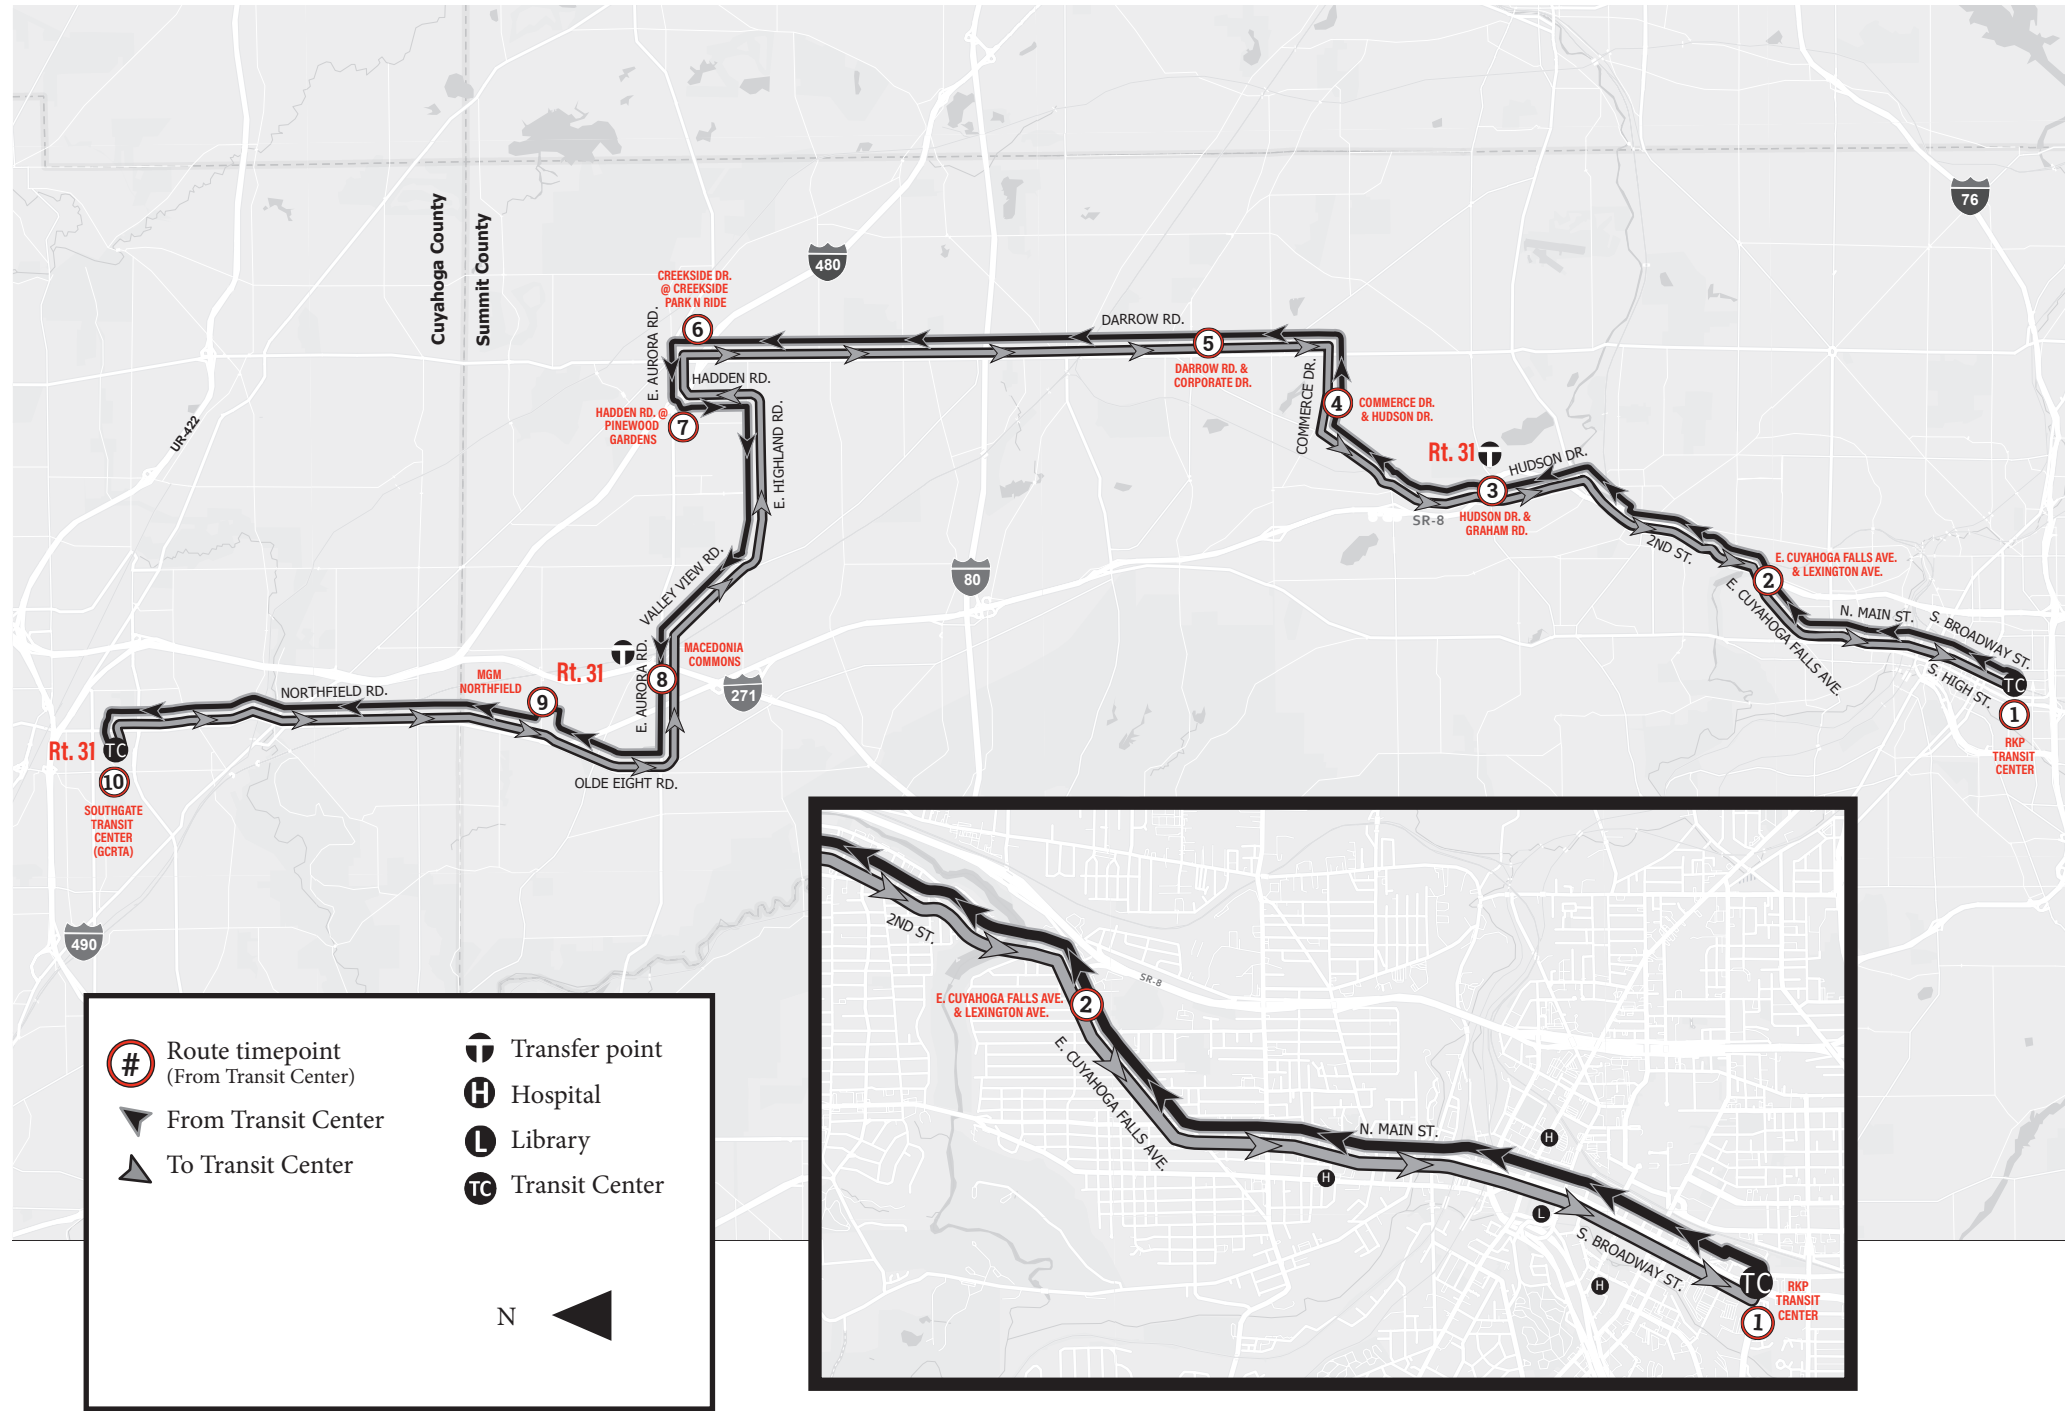 Cuyahoga County
Summit County
UR-422
480
76
80
271
490
CREEKSIDE DR.
@ CREEKSIDE
PARK N RIDE
6
E. AURORA RD.
HADDEN RD.
HADDEN RD. @
PINEWOOD
GARDENS
7
E. HIGHLAND RD.
VALLEY VIEW RD.
DARROW RD.
5
DARROW RD. &
CORPORATE DR.
COMMERCE DR.
4
COMMERCE DR.
& HUDSON DR.
Rt. 31
T
HUDSON DR.
3
HUDSON DR. &
GRAHAM RD.
SR-8
2ND ST.
E. CUYAHOGA FALLS AVE.
& LEXINGTON AVE.
2
E. CUYAHOGA FALLS AVE.
N. MAIN ST.
S. BROADWAY ST.
S. HIGH ST.
TC
1
RKP
TRANSIT
CENTER
Rt. 31
T
E. AURORA RD.
8
MACEDONIA
COMMONS
MGM
NORTHFIELD
9
NORTHFIELD RD.
OLDE EIGHT RD.
Rt. 31
TC
10
SOUTHGATE
TRANSIT
CENTER
(GCRTA)
# Route timepoint
(From Transit Center)
From Transit Center
To Transit Center
T Transfer point
H Hospital
L Library
TC Transit Center
N
2ND ST.
SR-8
E. CUYAHOGA FALLS AVE.
& LEXINGTON AVE.
2
E. CUYAHOGA FALLS AVE.
N. MAIN ST.
H
H
L
S. BROADWAY ST.
H
TC
RKP
TRANSIT
CENTER
1